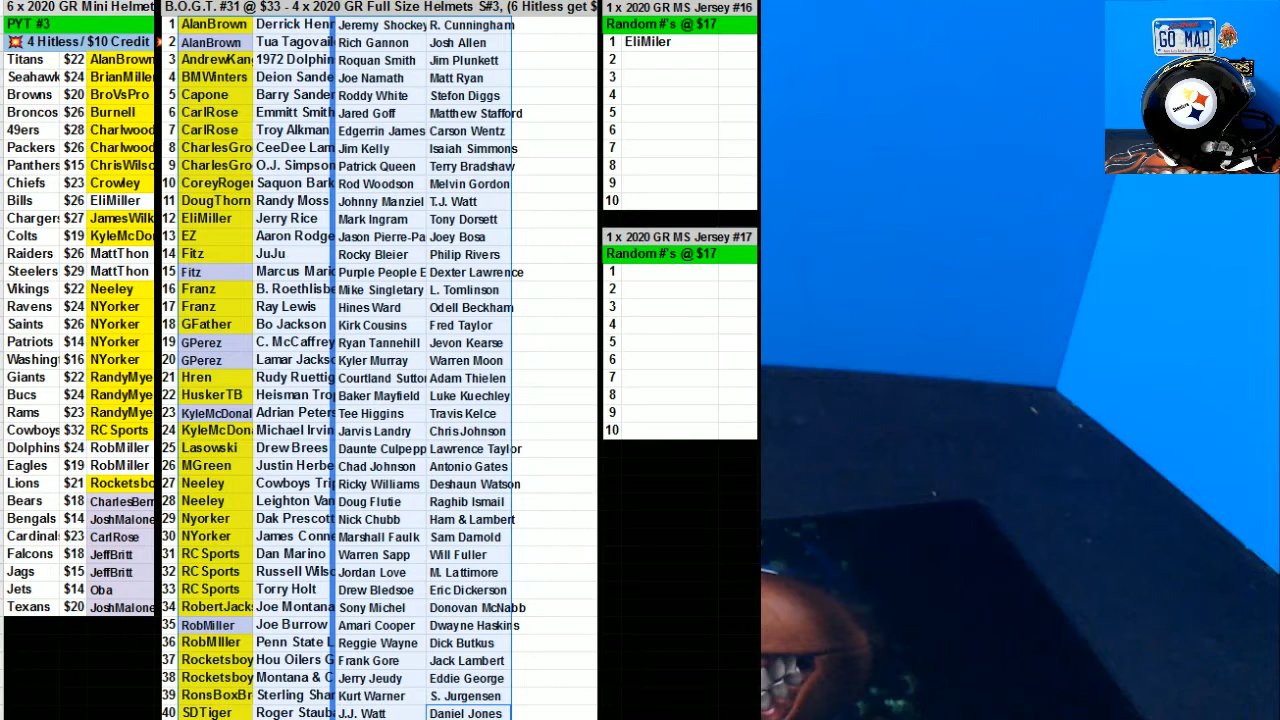 6 x 2020 GR Mini Helmet
PYT #3
4 Hitless / $10 Credit
Titans $22 AlanBrown
Seahawk $24 BrianMiller
Browns $20 BroVsPro
Broncos $26 Burnell
49ers $28 Charlwood
Packers $26 Charlwood
Panthers $15 ChrisWilso
Chiefs $23 Crowley
Bills $26 EliMiller
Charger $27 JamesWilk
Colts $19 KyleMcDo
Raiders $26 MattThon
Steelers $29 MattThon
Vikings $22 Neeley
Ravens $24 NYorker
Saints $26 NYorker
Patriots $14 NYorker
Washing $16 NYorker
Giants $22 RandyMye
Bucs $24 RandyMye
Rams $23 RandyMye
Cowboys $32 RC Sports
Dolphins $24 RobMiller
Eagles $19 RobMiller
Lions $21 Rocketsbo
Bears $18 CharlesBerr
Bengals $14 JoshMalone
Cardinal $23 CarlRose
Falcons $18 JeffBritt
Jags $15 JeffBritt
Jets $14 Oba
Texans $20 JoshMalone
B.O.G.T. #31 @ $33 - 4 x 2020 GR Full Size Helmets S#3, (6 Hitless get $
1 AlanBrown Derrick Henr Jeremy Shockey R. Cunningham
2 AlanBrown Tua Tagovail Rich Gannon Josh Allen
3 AndrewKan 1972 Dolphin Roquan Smith Jim Plunkett
4 BMWinters Deion Sande Joe Namath Matt Ryan
5 Capone Barry Sander Roddy White Stefon Diggs
6 CarlRose Emmitt Smith Jared Goff Matthew Stafford
7 CarlRose Troy Alkman Edgerrin James Carson Wentz
8 CharlesGro CeeDee Lam Jim Kelly Isaiah Simmons
9 CharlesGro O.J. Simpson Patrick Queen Terry Bradshaw
10 CoreyRoger Saquon Bark Rod Woodson Melvin Gordon
11 DougThorn Randy Moss Johnny Manziel T.J. Watt
12 EliMiller Jerry Rice Mark Ingram Tony Dorsett
13 EZ Aaron Rodge Jason Pierre-Pa Joey Bosa
14 Fitz JuJu Rocky Bleier Philip Rivers
15 Fitz Marcus Mari Purple People E Dexter Lawrence
16 Franz B. Roethlisbe Mike Singletary L. Tomlinson
17 Franz Ray Lewis Hines Ward Odell Beckham
18 GFather Bo Jackson Kirk Cousins Fred Taylor
19 GPerez C. McCaffrey Ryan Tannehill Jevon Kearse
20 GPerez Lamar Jackso Kyler Murray Warren Moon
21 Hren Rudy Ruettig Courtland Sutto Adam Thielen
22 HuskerTB Heisman Tro Baker Mayfield Luke Kuechley
23 KyleMcDonal Adrian Peters Tee Higgins Travis Kelce
24 KyleMcDon Michael Irvin Jarvis Landry Chris Johnson
25 Lasowski Drew Brees Daunte Culpepp Lawrence Taylor
26 MGreen Justin Herbe Chad Johnson Antonio Gates
27 Neeley Cowboys Trip Ricky Williams Deshaun Watson
28 Neeley Leighton Van Doug Flutie Raghib Ismail
29 Nyorker Dak Prescott Nick Chubb Ham & Lambert
30 NYorker James Conne Marshall Faulk Sam Darnold
31 RC Sports Dan Marino Warren Sapp Will Fuller
32 RC Sports Russell Wilso Jordan Love M. Lattimore
33 RC Sports Torry Holt Drew Bledsoe Eric Dickerson
34 RobertJack Joe Montana Sony Michel Donovan McNabb
35 RobMiller Joe Burrow Amari Cooper Dwayne Haskins
36 RobMIller Penn State L Reggie Wayne Dick Butkus
37 Rocketsboy Hou Oilers G Frank Gore Jack Lambert
38 Rocketsboy Montana & C Jerry Jeudy Eddie George
39 RonsBoxBr Sterling Shar Kurt Warner S. Jurgensen
40 SDTiger Roger Staub J.J. Watt Daniel Jones
1 x 2020 GR MS Jersey #16
Random #'s @ $17
1 EliMiler
2
3
4
5
6
7
8
9
10
1 x 2020 GR MS Jersey #17
Random #'s @ $17
1
2
3
4
5
6
7
8
9
10
GO MAD
Steelers